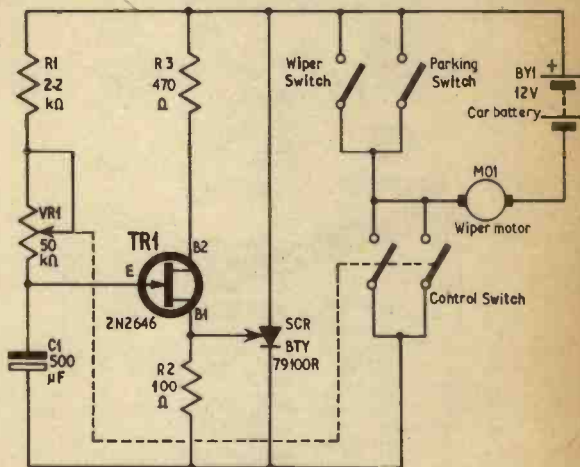 R1
2·2
kΩ
R3
470
Ω
Wiper
Switch
Parking
Switch
+
BY1
12V
Car battery
MO1
Wiper motor
VR1
50
kΩ
TR1
B2
E
B1
2N2646
Control Switch
SCR
BTY
79100R
C1
500
µF
R2
100
Ω